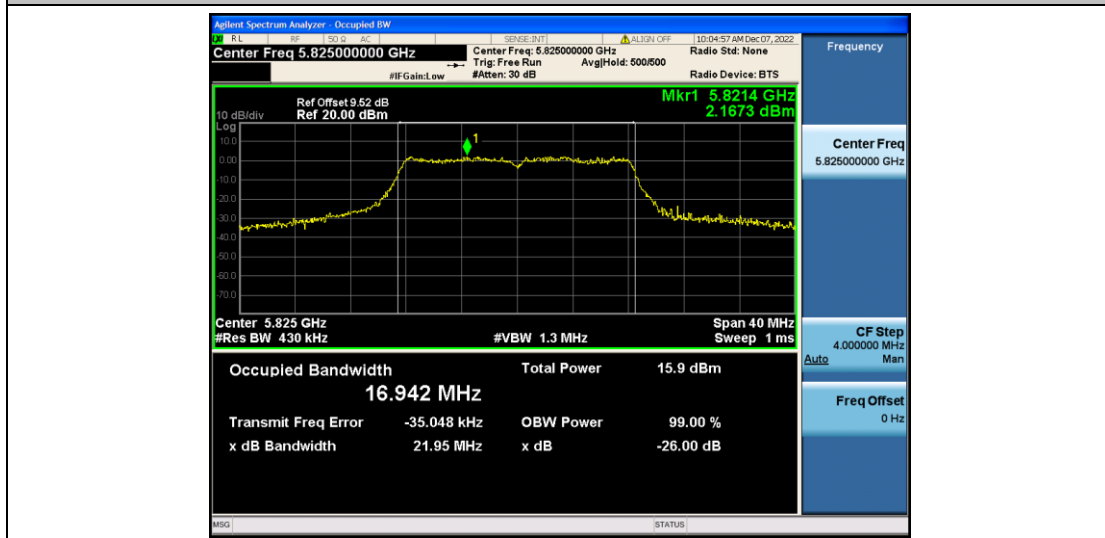 Agilent Spectrum Analyzer - Occupied BW
RL RF 50 Ω AC SENSE:INT ALIGN OFF 10:04:57 AM Dec 07, 2022
Center Freq 5.825000000 GHz Center Freq: 5.825000000 GHz Radio Std: None
Trig: Free Run Avg|Hold: 500/500
#IFGain:Low #Atten: 30 dB Radio Device: BTS
Frequency
Mkr1 5.8214 GHz
2.1673 dBm
Ref Offset 9.52 dB
10 dB/div Ref 20.00 dBm
Log
10.0
0.00
-10.0
-20.0
-30.0
-40.0
-50.0
-60.0
-70.0
1
Center Freq
5.825000000 GHz
Center 5.825 GHz Span 40 MHz
#Res BW 430 kHz #VBW 1.3 MHz Sweep 1 ms
CF Step
4.000000 MHz
Auto Man
Occupied Bandwidth Total Power 15.9 dBm
16.942 MHz
Transmit Freq Error -35.048 kHz OBW Power 99.00 %
x dB Bandwidth 21.95 MHz x dB -26.00 dB
Freq Offset
0 Hz
MSG STATUS